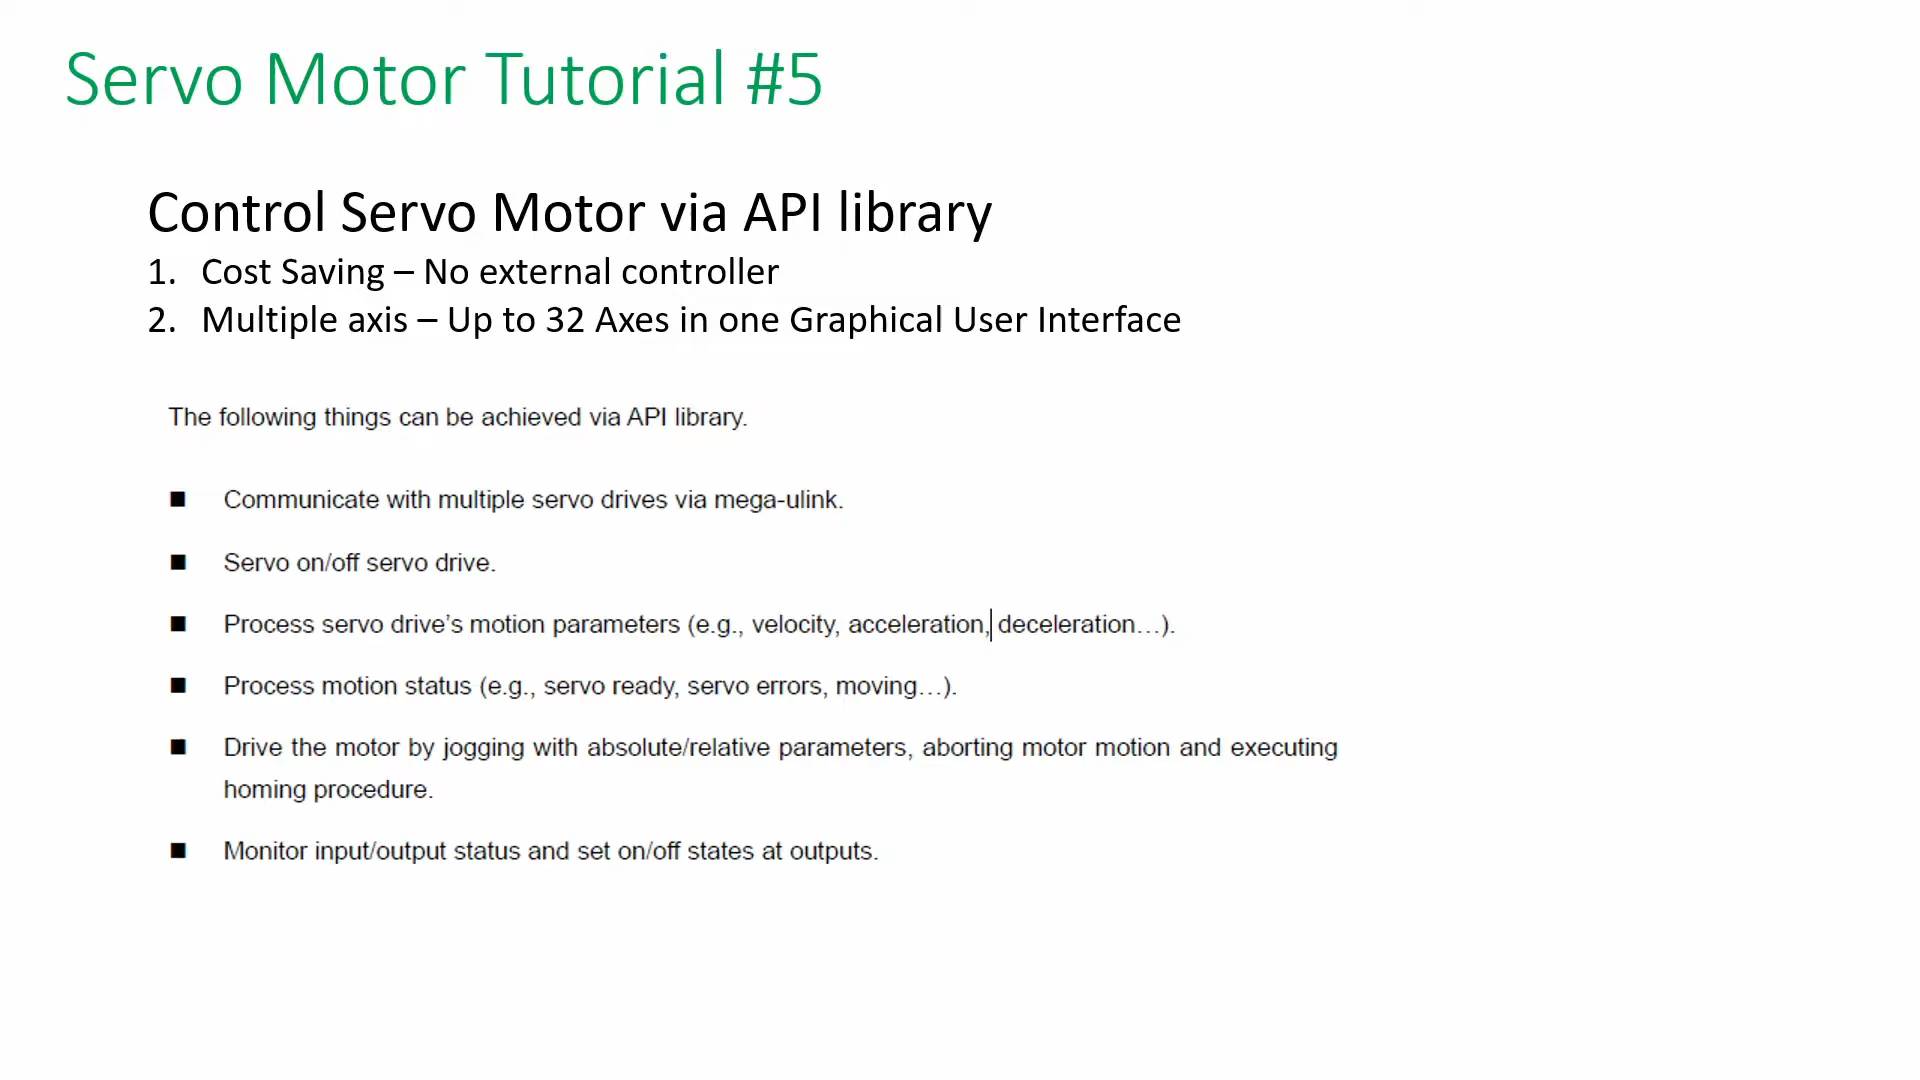 Servo Motor Tutorial #5
Control Servo Motor via API library
1. Cost Saving – No external controller
2. Multiple axis – Up to 32 Axes in one Graphical User Interface
The following things can be achieved via API library.
■ Communicate with multiple servo drives via mega-ulink.
■ Servo on/off servo drive.
■ Process servo drive’s motion parameters (e.g., velocity, acceleration, deceleration…).
■ Process motion status (e.g., servo ready, servo errors, moving…).
■ Drive the motor by jogging with absolute/relative parameters, aborting motor motion and executing
homing procedure.
■ Monitor input/output status and set on/off states at outputs.